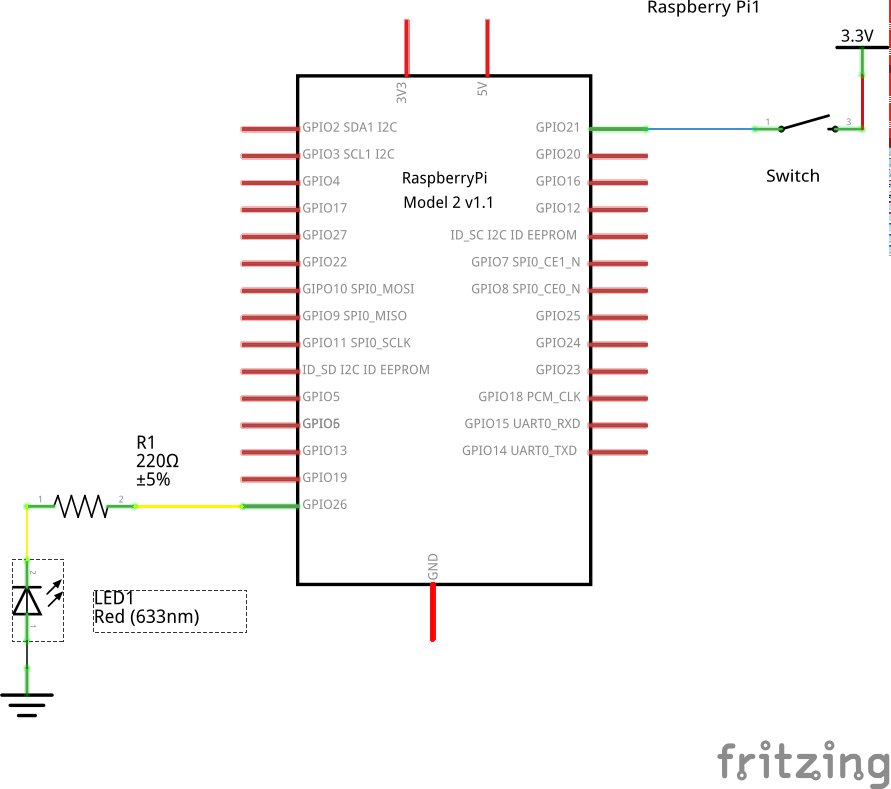 Raspberry Pi1
3.3V
3V3
5V
GPIO2 SDA1 I2C
GPIO21
1
3
GPIO3 SCL1 I2C
GPIO20
GPIO4
RaspberryPi
GPIO16
Switch
GPIO17
Model 2 v1.1
GPIO12
GPIO27
ID_SC I2C ID EEPROM
GPIO22
GPIO7 SPI0_CE1_N
GIPO10 SPI0_MOSI
GPIO8 SPI0_CE0_N
GPIO9 SPI0_MISO
GPIO25
GPIO11 SPI0_SCLK
GPIO24
ID_SD I2C ID EEPROM
GPIO23
GPIO5
GPIO18 PCM_CLK
GPIO6
GPIO15 UART0_RXD
GPIO13
GPIO14 UART0_TXD
R1
220Ω
±5%
GPIO19
1
2
GPIO26
GND
2
LED1
Red (633nm)
1
fritzing